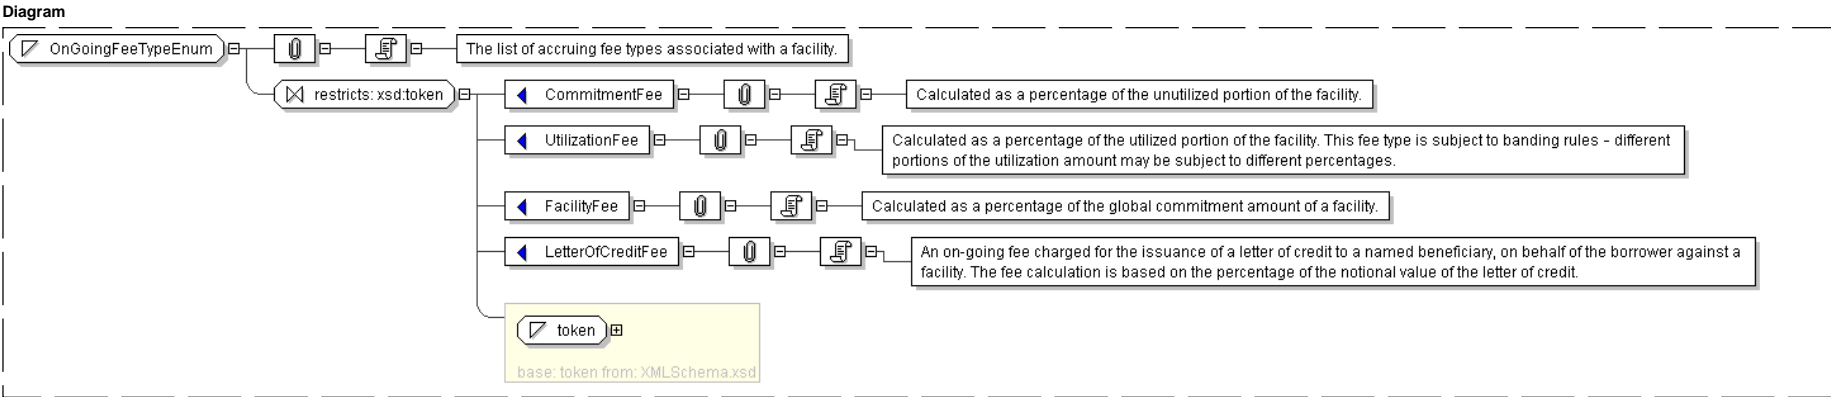 Diagram
OnGoingFeeTypeEnum
The list of accruing fee types associated with a facility.
restricts: xsd:token
CommitmentFee
Calculated as a percentage of the unutilized portion of the facility.
UtilizationFee
Calculated as a percentage of the utilized portion of the facility. This fee type is subject to banding rules - different
portions of the utilization amount may be subject to different percentages.
FacilityFee
Calculated as a percentage of the global commitment amount of a facility.
LetterOfCreditFee
An on-going fee charged for the issuance of a letter of credit to a named beneficiary, on behalf of the borrower against a
facility. The fee calculation is based on the percentage of the notional value of the letter of credit.
token
base: token from: XMLSchema.xsd